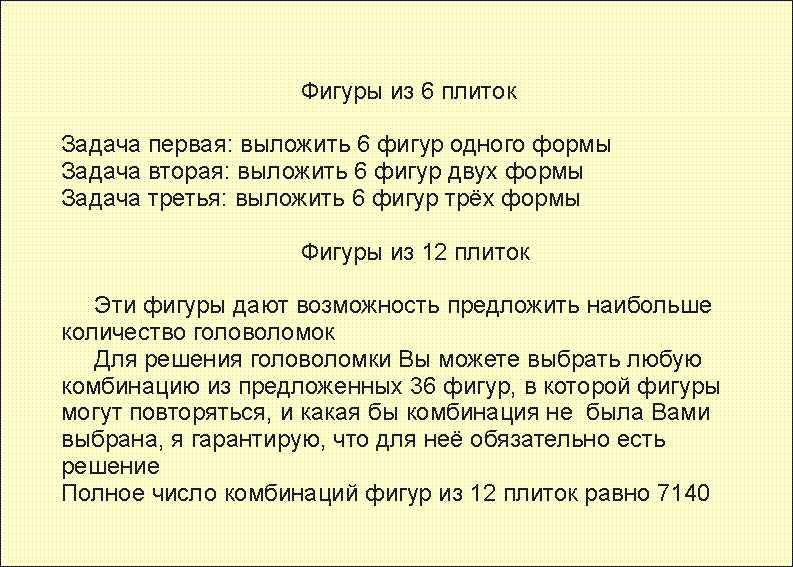 Фигуры из 6 плиток
Задача первая: выложить 6 фигур одного формы
Задача вторая: выложить 6 фигур двух формы
Задача третья: выложить 6 фигур трёх формы
Фигуры из 12 плиток
Эти фигуры дают возможность предложить наибольше
количество головоломок
Для решения головоломки Вы можете выбрать любую
комбинацию из предложенных 36 фигур, в которой фигуры
могут повторяться, и какая бы комбинация не  была Вами
выбрана, я гарантирую, что для неё обязательно есть
решение
Полное число комбинаций фигур из 12 плиток равно 7140